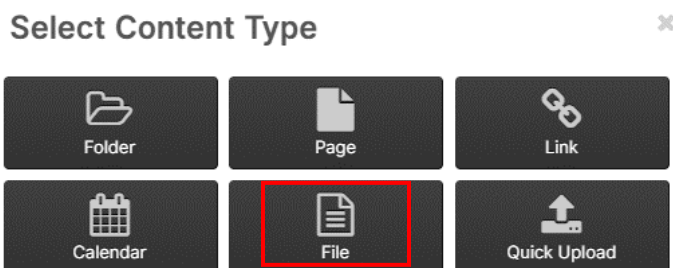 Select Content Type
Folder
Page
Link
Calendar
File
Quick Upload